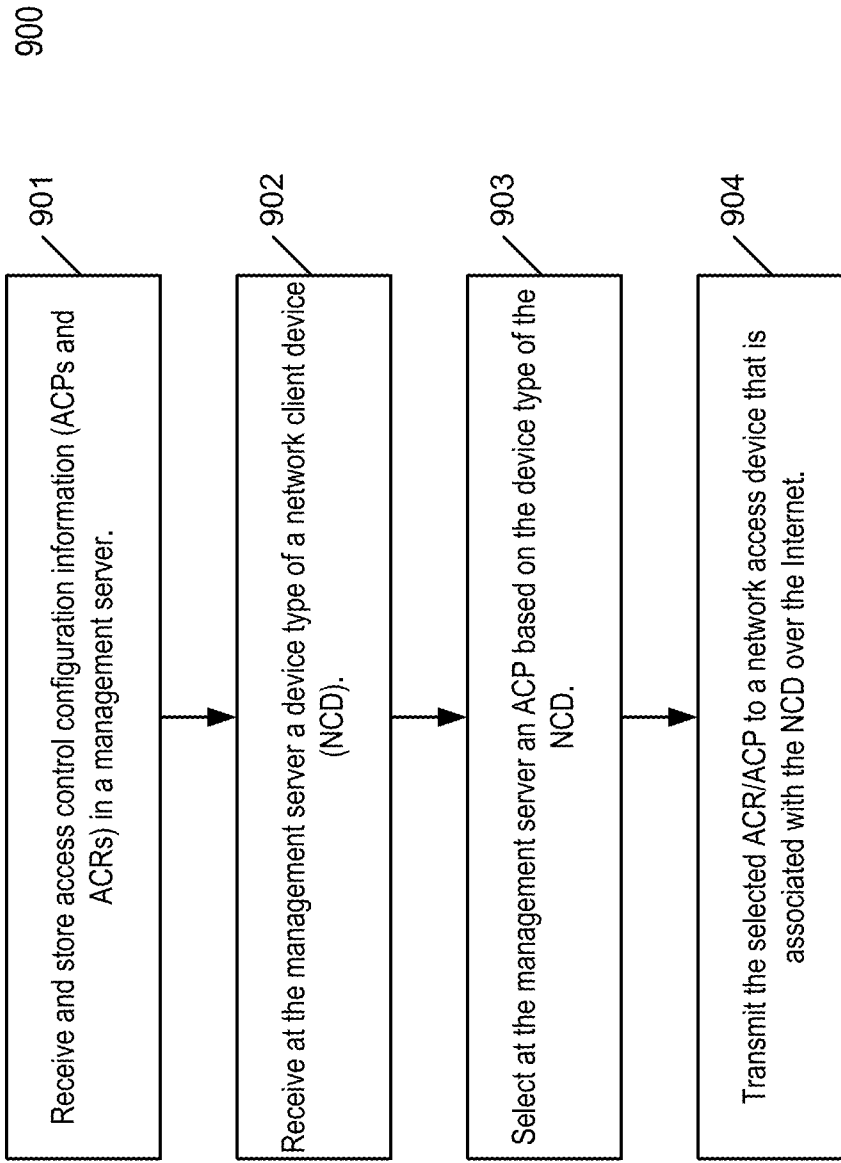 900
901
Receive and store access control configuration information (ACPs and
ACRs) in a management server.
902
Receive at the management server a device type of a network client device
(NCD).
903
Select at the management server an ACP based on the device type of the
NCD.
904
Transmit the selected ACR/ACP to a network access device that is
associated with the NCD over the Internet.